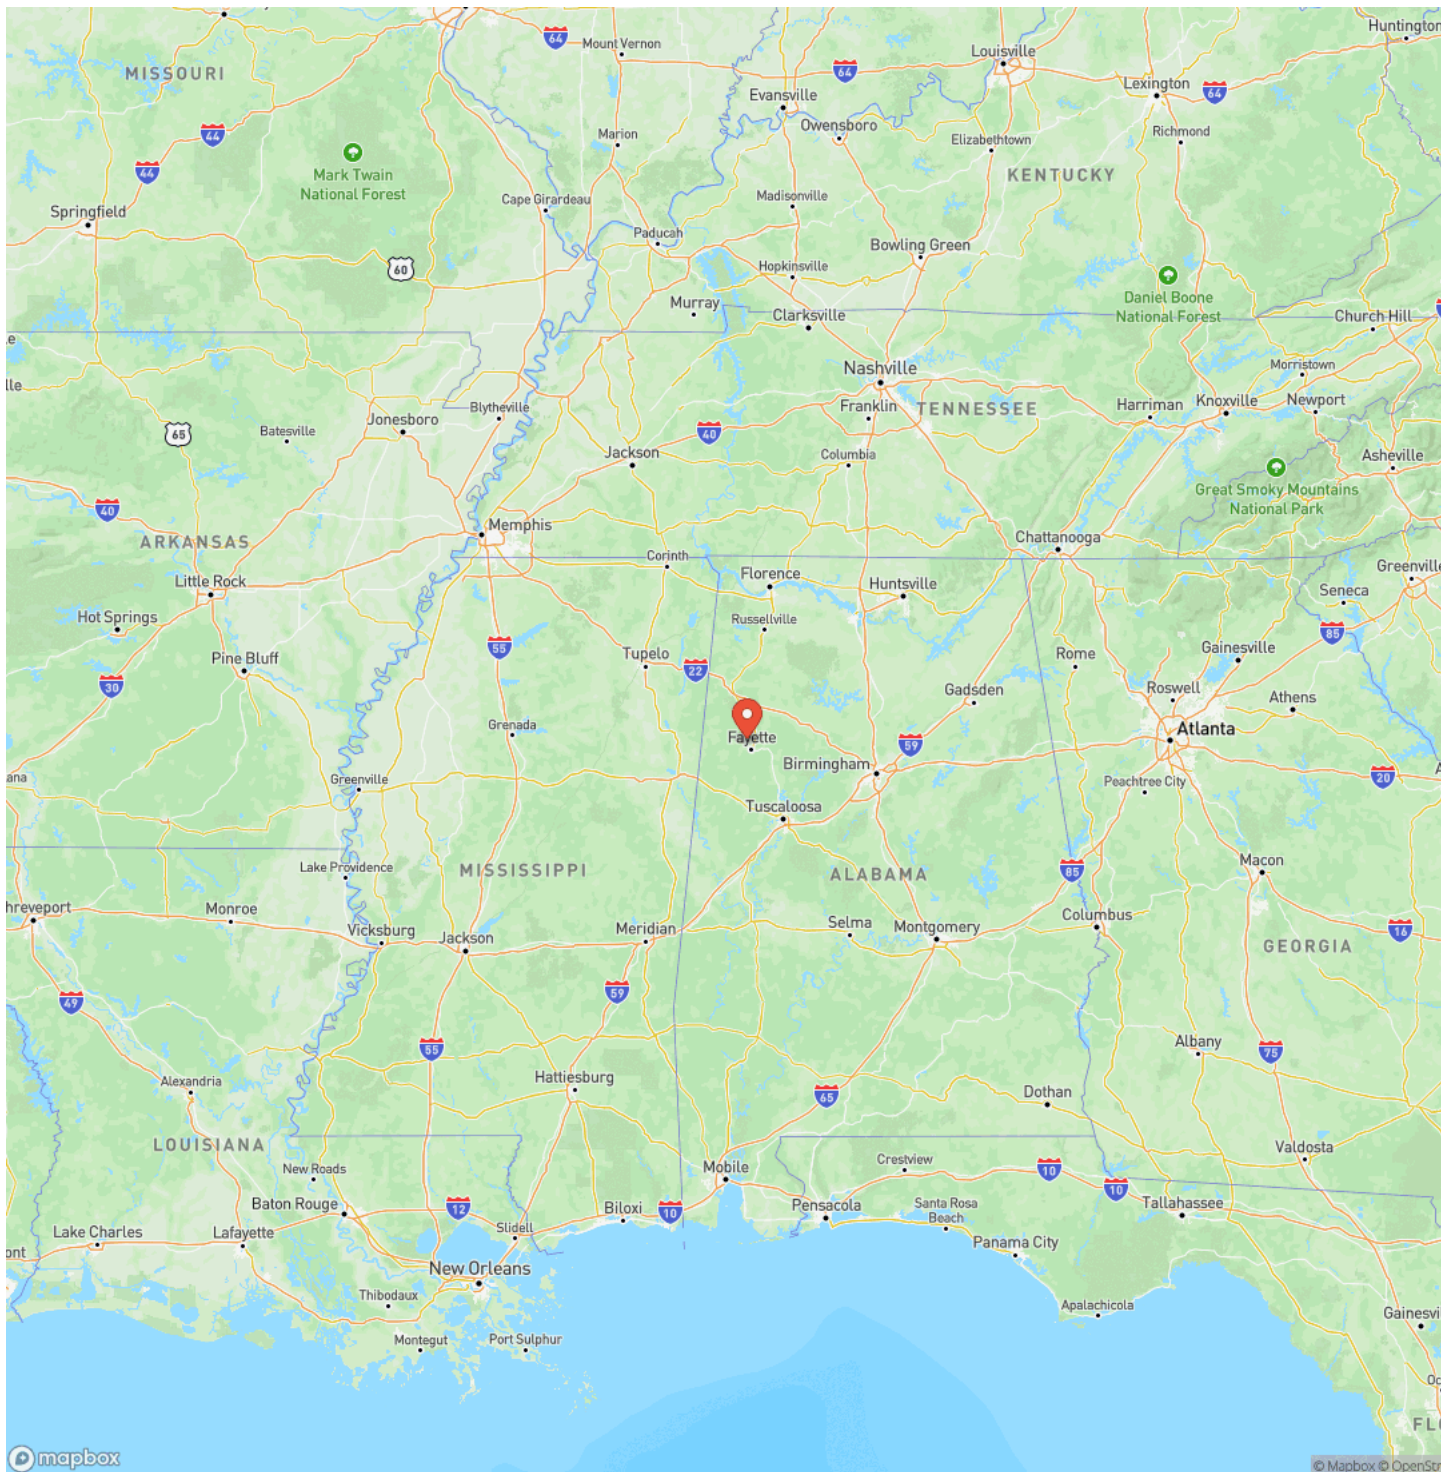 Huntington
64
Mount Vernon
Louisville
MISSOURI
64
Lexington
64
Evansville
44
Marion
Owensboro
Elizabethtown
Richmond
44
Mark Twain
National Forest
KENTUCKY
Springfield
Cape Girardeau
Madisonville
Paducah
Bowling Green
60
Hopkinsville
Daniel Boone
National Forest
Murray
Clarksville
Church Hill
Nashville
Morristown
lle
Franklin
TENNESSEE
Harriman
Knoxville
Newport
Blytheville
Jonesboro
65
Batesville
40
Jackson
Columbia
Asheville
Great Smoky Mountains
National Park
40
Memphis
ARKANSAS
Chattanooga
Corinth
Little Rock
Florence
Huntsville
Greenville
Seneca
Hot Springs
Russellville
85
55
Pine Bluff
Tupelo
22
Rome
Gainesville
30
Gadsden
Roswell
Athens
Grenada
Fayette
59
Atlanta
Birmingham
ana
Greenville
Peachtree City
20
Tuscaloosa
Lake Providence
MISSISSIPPI
ALABAMA
85
Macon
hreveport
Monroe
Vicksburg
Jackson
Meridian
Selma
Montgomery
Columbus
16
GEORGIA
49
59
55
Albany
75
Alexandria
Hattiesburg
65
Dothan
LOUISIANA
Valdosta
New Roads
Mobile
Crestview
10
10
Baton Rouge
12
Biloxi
10
Pensacola
Santa Rosa
Beach
Tallahassee
Lake Charles
Lafayette
Slidell
Panama City
ont
New Orleans
Thibodaux
Apalachicola
Gainesvi
Montegut
Port Sulphur
Oc
FL
mapbox
© Mapbox © OpenStr